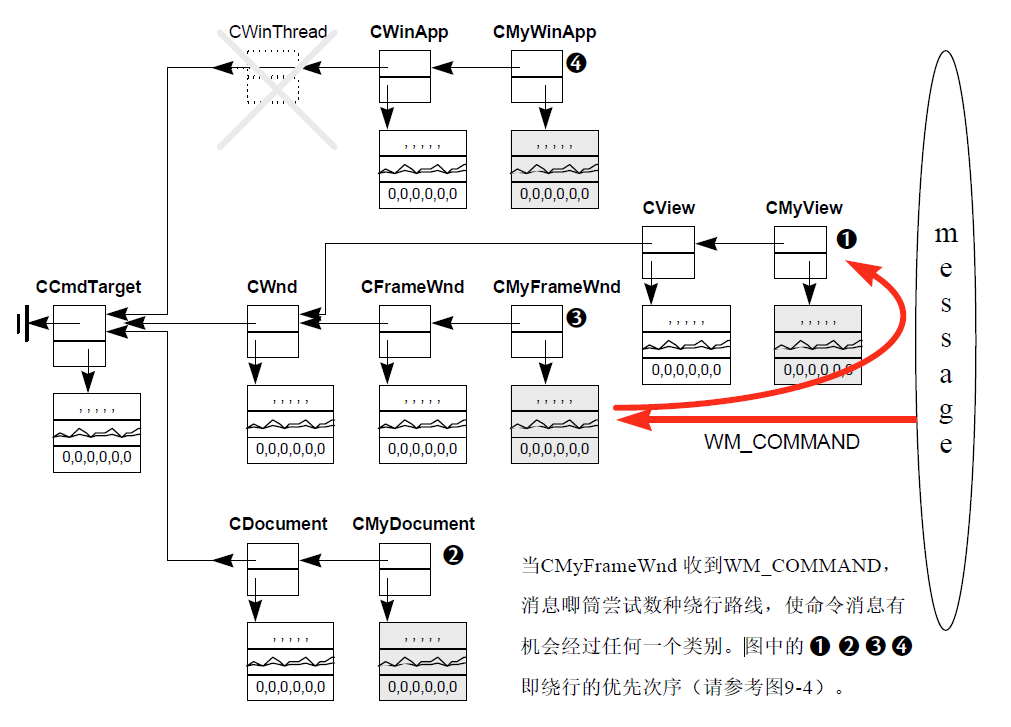 CWinThread CWinApp CMyWinApp
❹
, , , , , , , , , ,
0,0,0,0,0,0 0,0,0,0,0,0
CView CMyView
❶
message
CCmdTarget CWnd CFrameWnd CMyFrameWnd
❸
, , , , , , , , , ,
0,0,0,0,0,0 0,0,0,0,0,0
, , , , , , , , , , , , , , , , , , , ,
0,0,0,0,0,0 0,0,0,0,0,0 0,0,0,0,0,0 0,0,0,0,0,0
WM_COMMAND
CDocument CMyDocument
❷
, , , , , , , , , ,
0,0,0,0,0,0 0,0,0,0,0,0
当CMyFrameWnd 收到WM_COMMAND，
消息唧筒尝试数种绕行路线，使命令消息有
机会经过任何一个类别。图中的 ❶ ❷ ❸ ❹
即绕行的优先次序（请参考图9-4）。